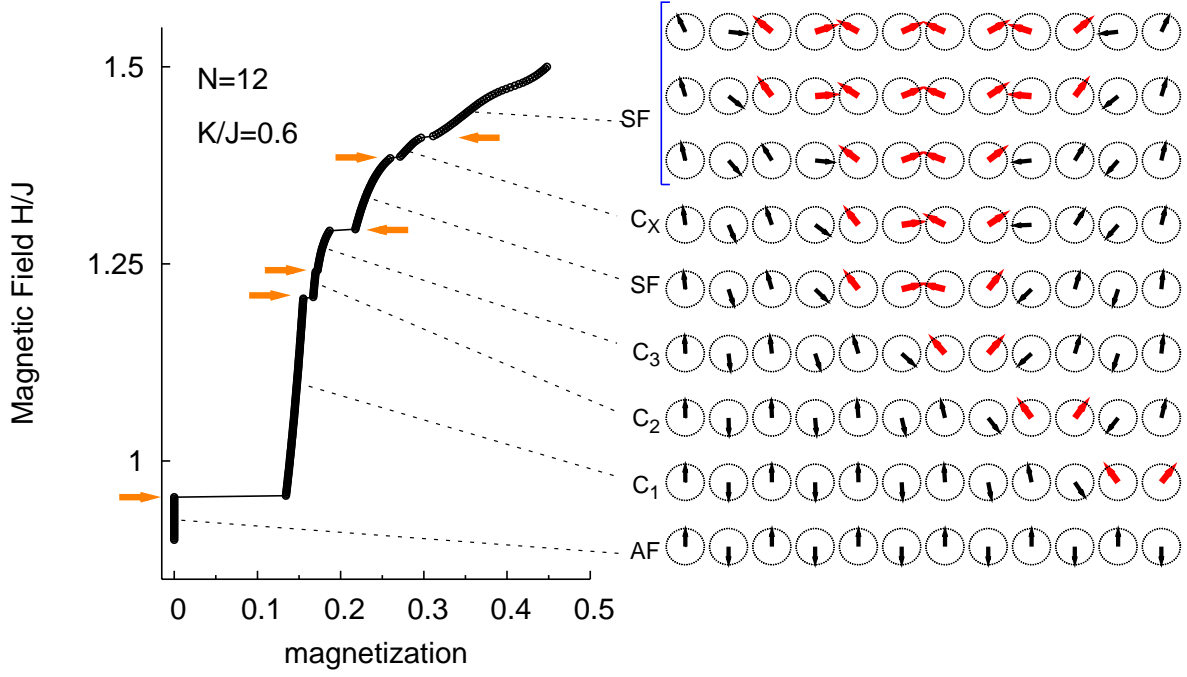 N=12
K/J=0.6
Magnetic Field H/J
1.5
1.25
1
0
0.1
0.2
0.3
0.4
0.5
magnetization
SF
C_X
SF
C_3
C_2
C_1
AF